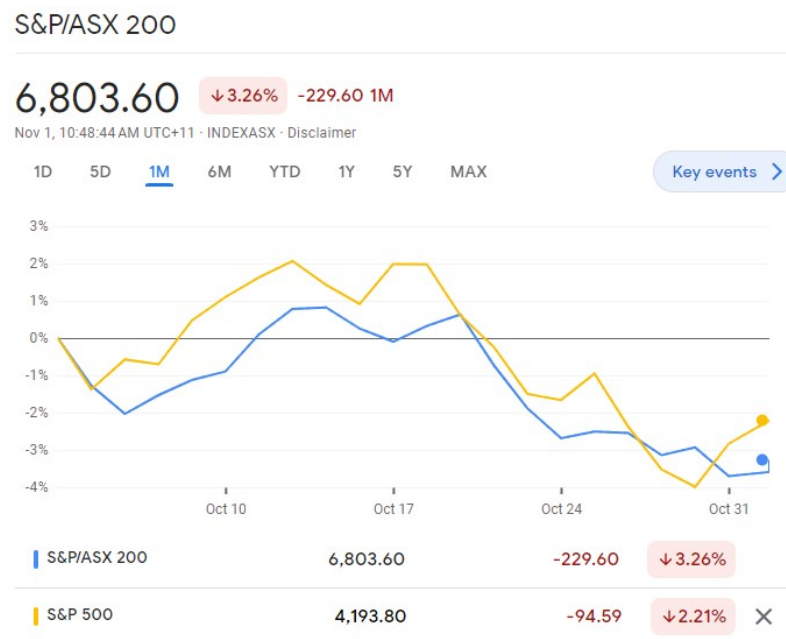 S&P/ASX 200
6,803.60 ↓3.26% -229.60 1M
Nov 1, 10:48:44 AM UTC+11 · INDEXASX · Disclaimer
1D 5D 1M 6M YTD 1Y 5Y MAX Key events
3%
2%
1%
0%
-1%
-2%
-3%
-4%
Oct 10 Oct 17 Oct 24 Oct 31
S&P/ASX 200 6,803.60 -229.60 ↓3.26%
S&P 500 4,193.80 -94.59 ↓2.21%